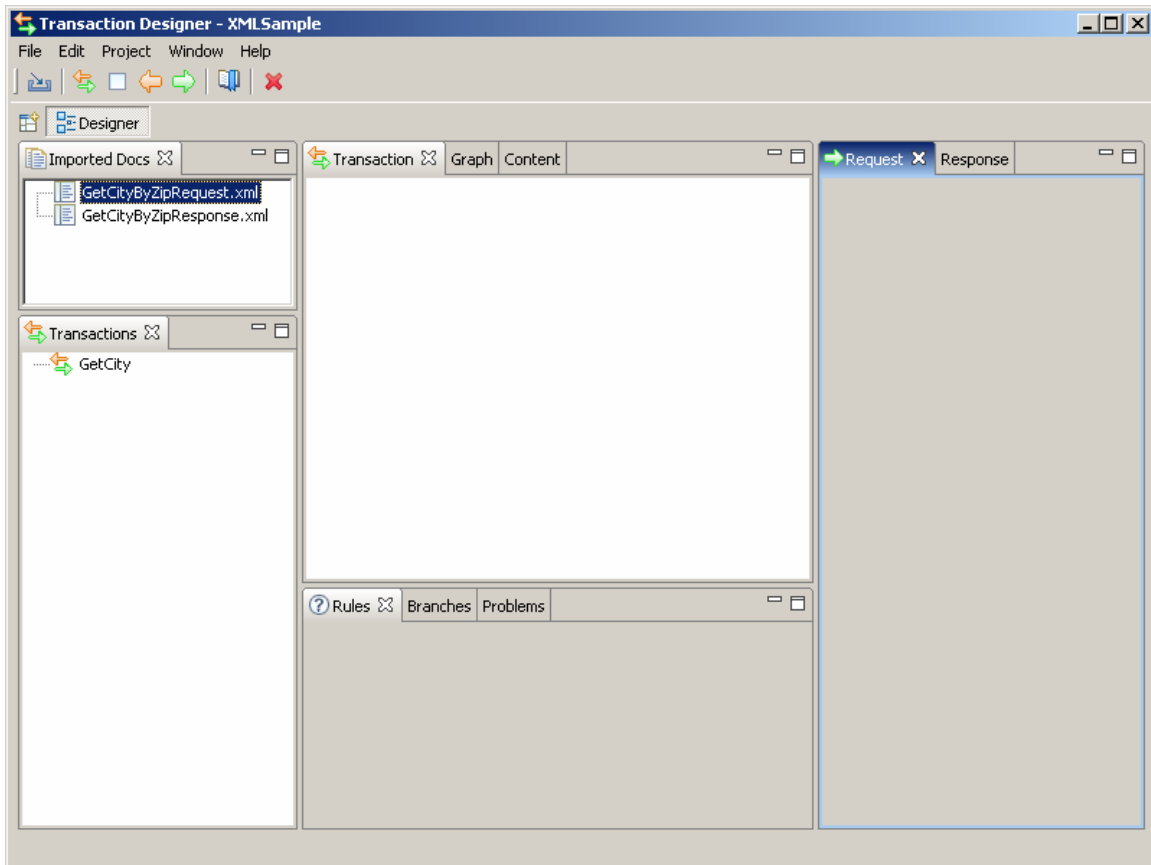 Transaction Designer - XMLSample
File Edit Project Window Help
Designer
Imported Docs
GetCityByZipRequest.xml
GetCityByZipResponse.xml
Transactions
GetCity
Transaction Graph Content
Rules Branches Problems
Request Response